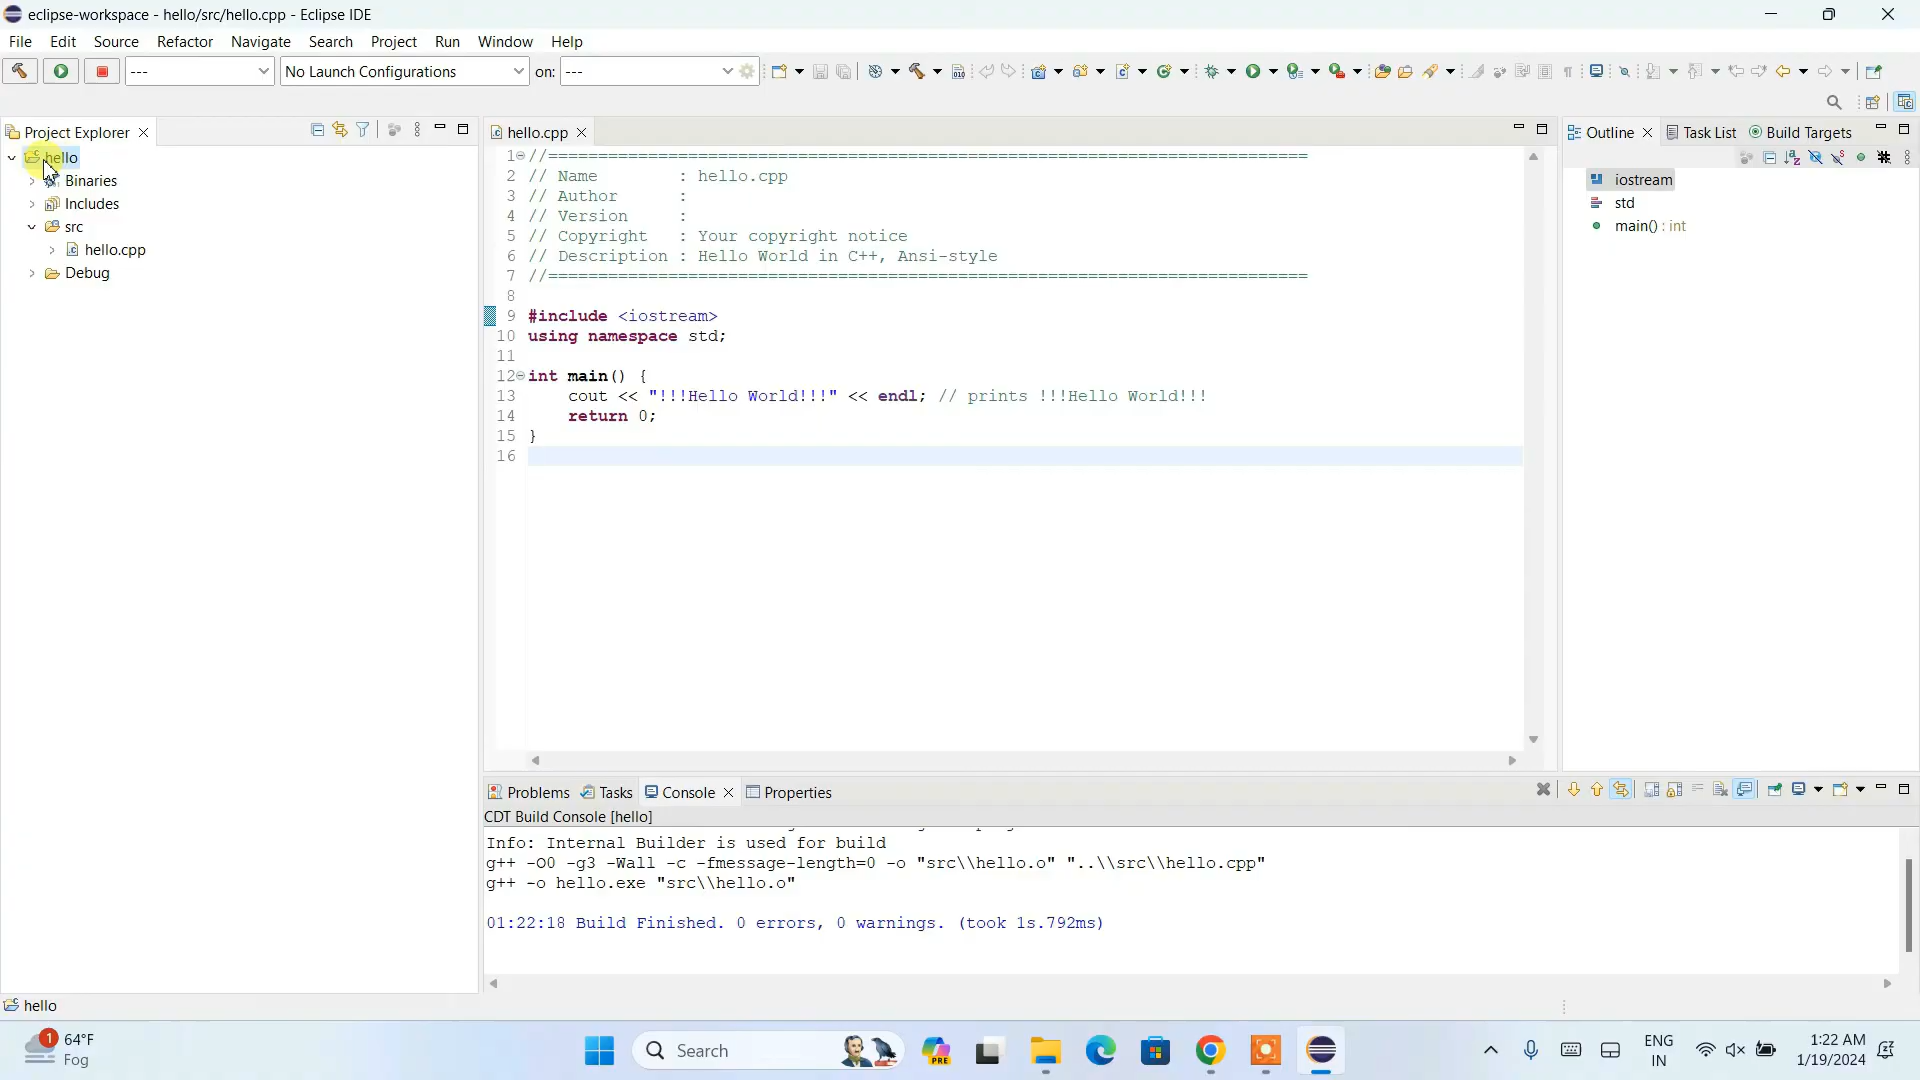 eclipse-workspace - hello/src/hello.cpp - Eclipse IDE
File Edit Source Refactor Navigate Search Project Run Window Help
--- No Launch Configurations on: ---
Project Explorer
hello
Binaries
Includes
src
hello.cpp
Debug
hello.cpp
1 //===============================================================================
2 // Name        : hello.cpp
3 // Author      :
4 // Version     :
5 // Copyright   : Your copyright notice
6 // Description : Hello World in C++, Ansi-style
7 //===============================================================================
8
9 #include <iostream>
10 using namespace std;
11
12 int main() {
13     cout << "!!!Hello World!!!" << endl; // prints !!!Hello World!!!
14     return 0;
15 }
16
Outline Task List Build Targets
iostream
std
main() : int
Problems Tasks Console Properties
CDT Build Console [hello]
Info: Internal Builder is used for build
g++ -O0 -g3 -Wall -c -fmessage-length=0 -o "src\\hello.o" "..\\src\\hello.cpp"
g++ -o hello.exe "src\\hello.o"
01:22:18 Build Finished. 0 errors, 0 warnings. (took 1s.792ms)
hello
1 64°F
Fog
Search
PRE
ENG
IN
1:22 AM
1/19/2024